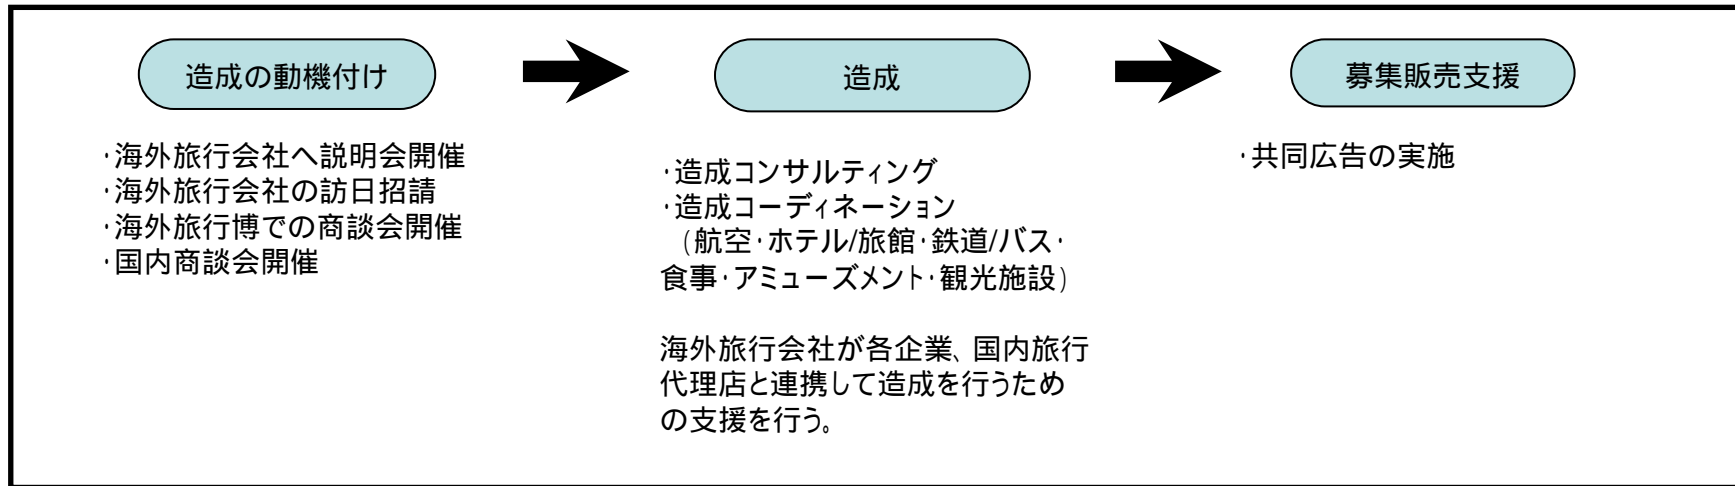 造成の動機付け
・海外旅行会社へ説明会開催
・海外旅行会社の訪日招請
・海外旅行博での商談会開催
・国内商談会開催
造成
・造成コンサルティング
・造成コーディネーション
（航空・ホテル/旅館・鉄道/バス・
食事・アミューズメント・観光施設）
海外旅行会社が各企業、国内旅行
代理店と連携して造成を行うため
の支援を行う。
募集販売支援
・共同広告の実施